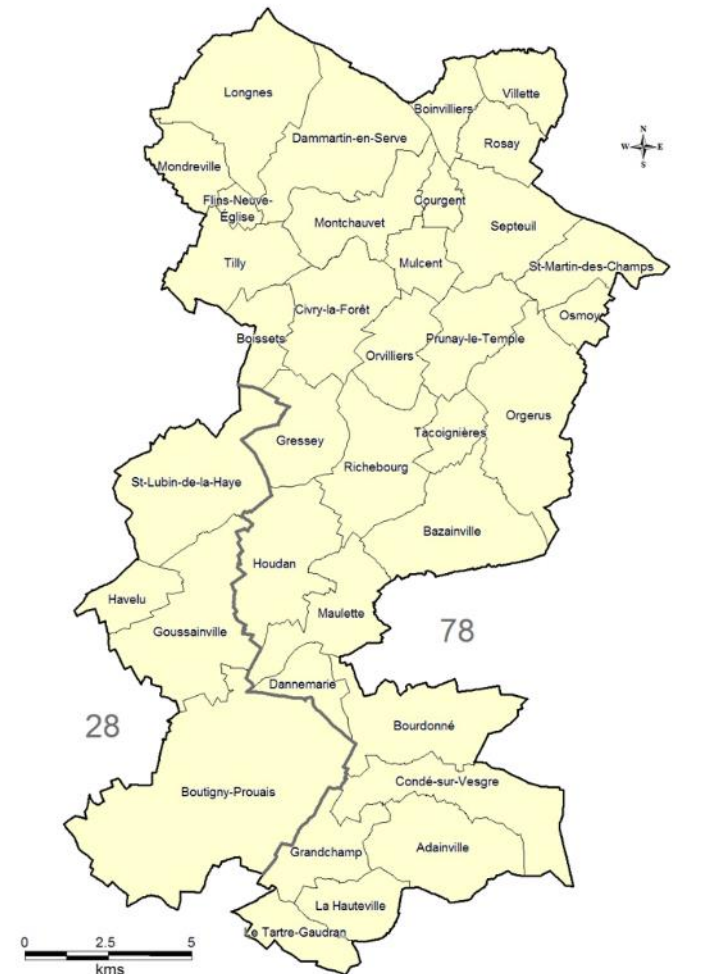 Longnes
Villette
Boinvilliers
Dammartin-en-Serve
Rosay
N
W E
S
Mondreville
Flins-Neuve-
Église
Courgent
Montchauvet
Septeuil
Tilly
Mulcent
St-Martin-des-Champs
Civry-la-Forêt
Osmoy
Boissets
Prunay-le-Temple
Orvilliers
Orgerus
Tacoignières
Gressey
Richebourg
St-Lubin-de-la-Haye
Bazainville
Houdan
Havelu
Maulette
Goussainville
78
Dannemarie
28
Bourdonné
Condé-sur-Vesgre
Boutigny-Prouais
Adainville
Grandchamp
La Hauteville
Le Tartre-Gaudran
0 2.5 5
kms